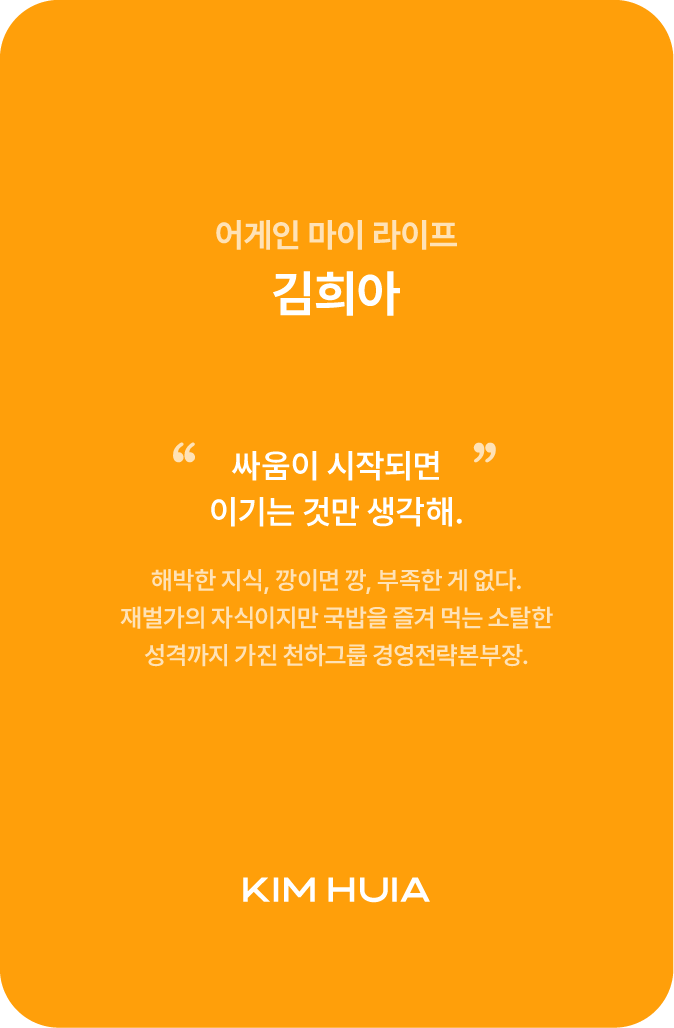 어게인 마이 라이프
김희아
“ 싸움이 시작되면 ”
이기는 것만 생각해.
해박한 지식, 깡이면 깡, 부족한 게 없다.
재벌가의 자식이지만 국밥을 즐겨 먹는 소탈한
성격까지 가진 천하그룹 경영전략본부장.
KIM HUIA